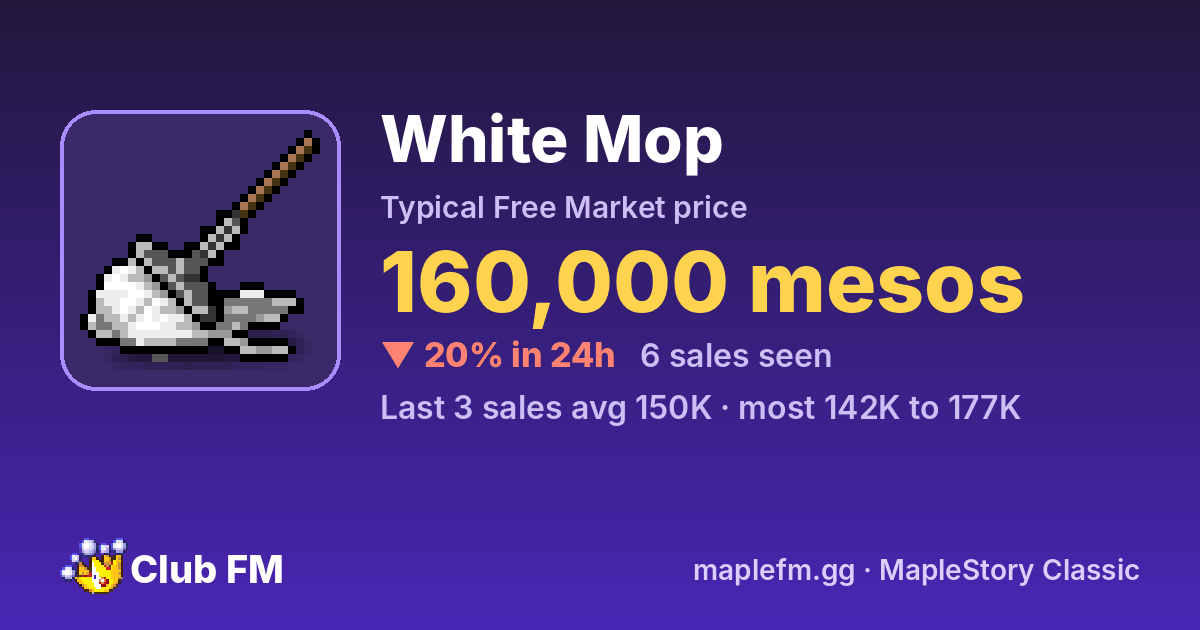 White Mop
Typical Free Market price
160,000 mesos
▼ 20% in 24h 6 sales seen
Last 3 sales avg 150K · most 142K to 177K
Club FM
maplefm.gg · MapleStory Classic